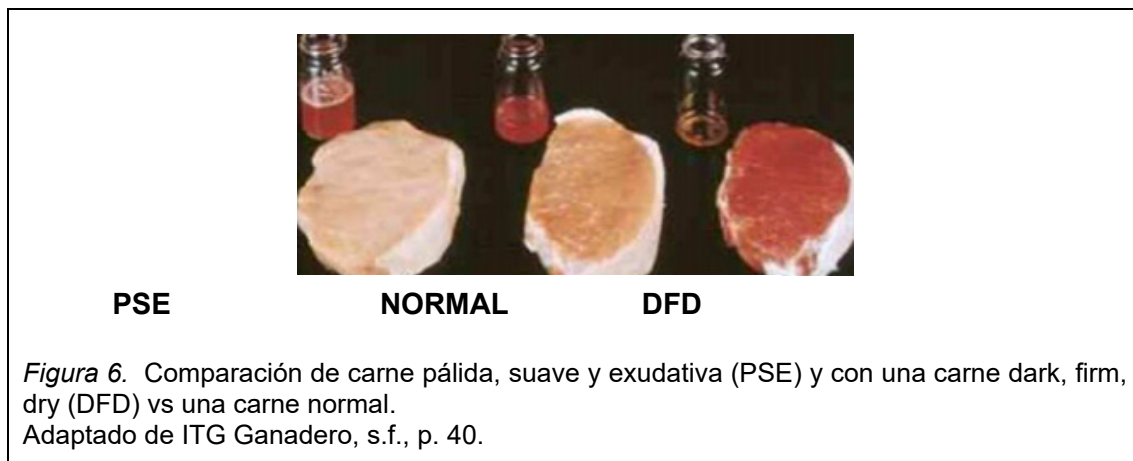 PSE NORMAL DFD
Figura 6. Comparación de carne pálida, suave y exudativa (PSE) y con una carne dark, firm,
dry (DFD) vs una carne normal.
Adaptado de ITG Ganadero, s.f., p. 40.